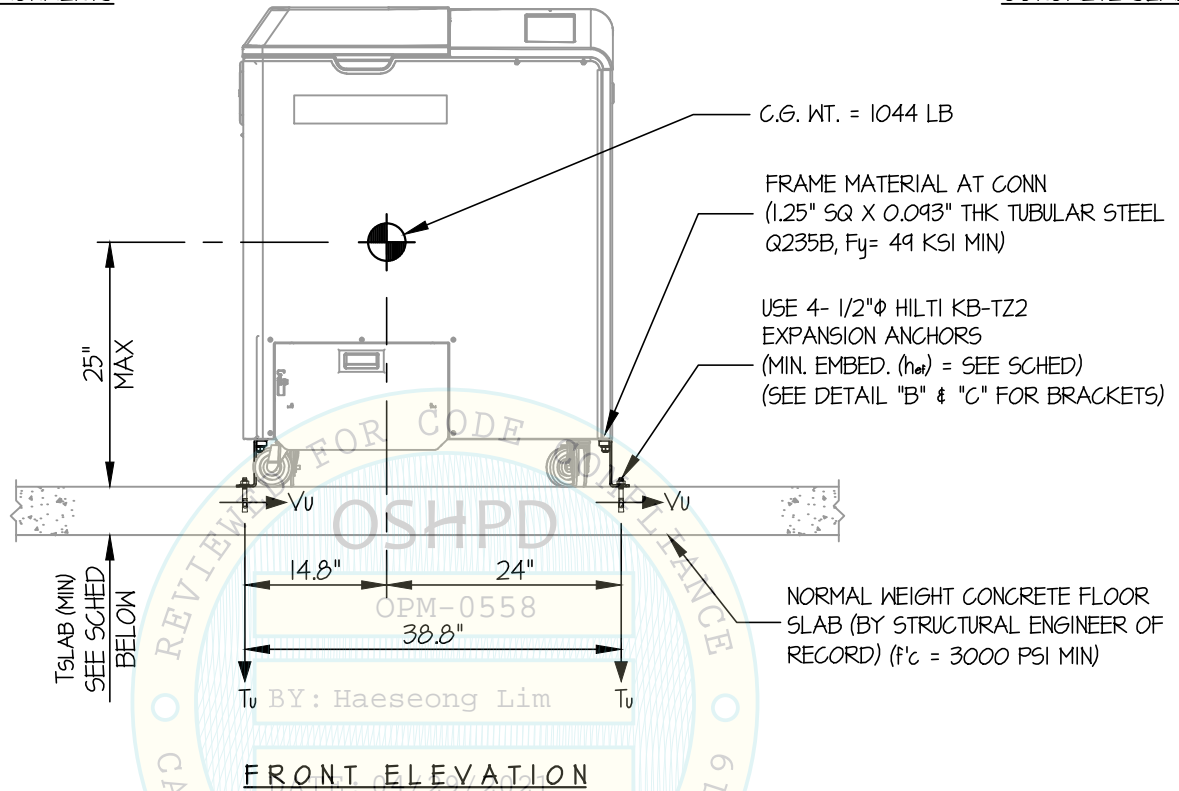 C.G. WT. = 1044 LB
FRAME MATERIAL AT CONN
(1.25" SQ X 0.093" THK TUBULAR STEEL
Q235B, Fy= 49 KSI MIN)
USE 4- 1/2"Φ HILTI KB-TZ2
EXPANSION ANCHORS
(MIN. EMBED. (hef) = SEE SCHED)
(SEE DETAIL "B" & "C" FOR BRACKETS)
25"
MAX
VU
VU
14.8"
24"
38.8"
TSLAB (MIN)
SEE SCHED
BELOW
TU
TU
NORMAL WEIGHT CONCRETE FLOOR
SLAB (BY STRUCTURAL ENGINEER OF
RECORD) (f'c = 3000 PSI MIN)
REVIEWED FOR CODE COMPLIANCE
OSHPD
OPM-0558
BY: Haeseong Lim
DATE: 04/29/2021
FRONT ELEVATION